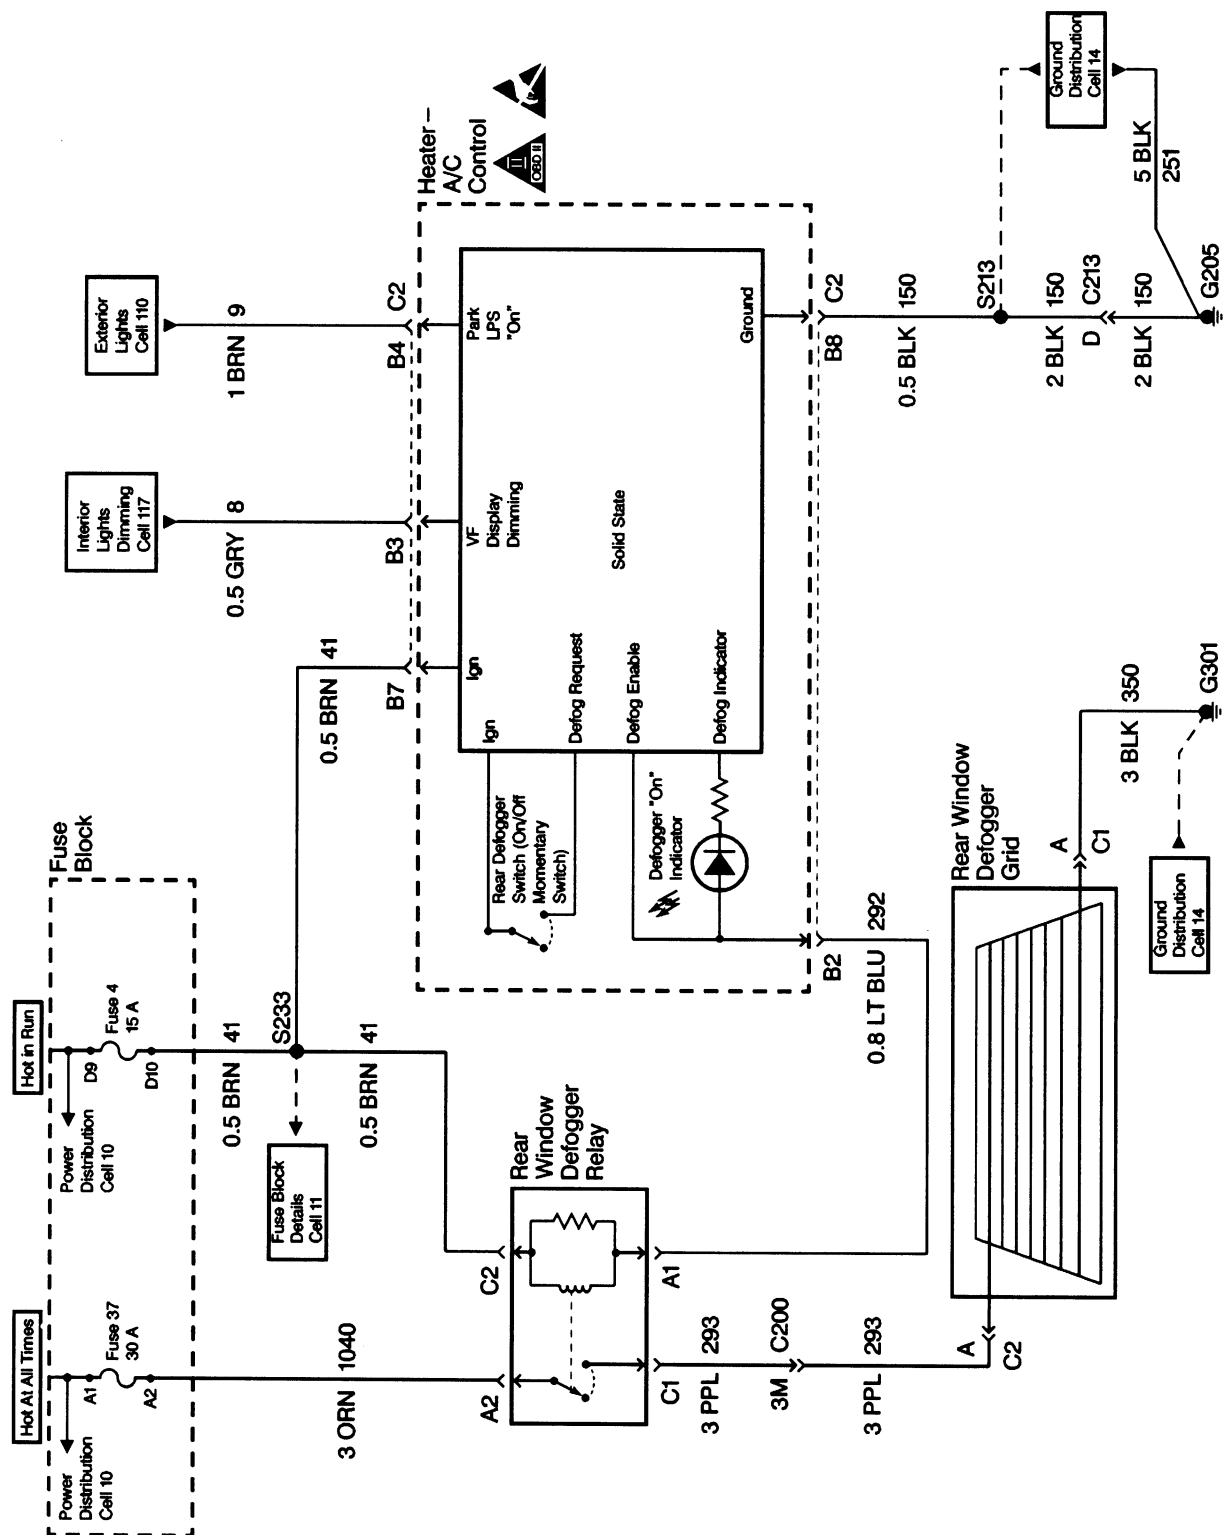 Hot At All Times
Power
Distribution
Cell 10
A1
Fuse 37
30 A
A2
Hot in Run
Power
Distribution
Cell 10
D9
Fuse 4
15 A
D10
Fuse
Block
3 ORN 1040
0.5 BRN 41
S233
Fuse Block
Details
Cell 11
0.5 BRN 41
0.5 BRN 41
Interior
Lights
Dimming
Cell 117
0.5 GRY 8
Exterior
Lights
Cell 110
1 BRN 9
B7
B3
B4
C2
Heater –
A/C
Control
II
OBD II
Ign
VF
Display
Dimming
Park
LPS
"On"
Ign
Defog Request
Defog Enable
Defog Indicator
Solid State
Ground
Rear Defogger
Switch (On/Off
Momentary
Switch)
Defogger "On"
Indicator
A2
C2
Rear
Window
Defogger
Relay
C1
A1
B2
B8
C2
3 PPL 293
3M C200
3 PPL 293
0.8 LT BLU 292
0.5 BLK 150
S213
2 BLK 150
D C213
2 BLK 150
G205
Ground
Distribution
Cell 14
5 BLK
251
Rear Window
Defogger
Grid
A
C2
A
C1
3 BLK 350
G301
Ground
Distribution
Cell 14